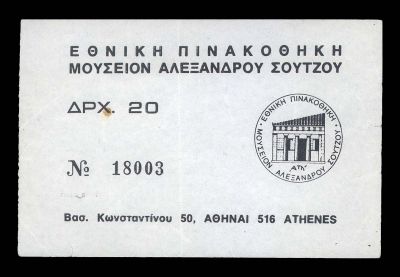 ΕΘΝΙΚΗ ΠΙΝΑΚΟΘΗΚΗ
ΜΟΥΣΕΙΟΝ ΑΛΕΞΑΝΔΡΟΥ ΣΟΥΤΖΟΥ
ΔΡΧ. 20
ΕΘΝΙΚΗ ΠΙΝΑΚΟΘΗΚΗ
ΜΟΥΣΕΙΟΝ ΑΛΕΞΑΝΔΡΟΥ ΣΟΥΤΖΟΥ
№ 18003
Βασ. Κωνσταντίνου 50, ΑΘΗΝΑΙ 516 ATHENES